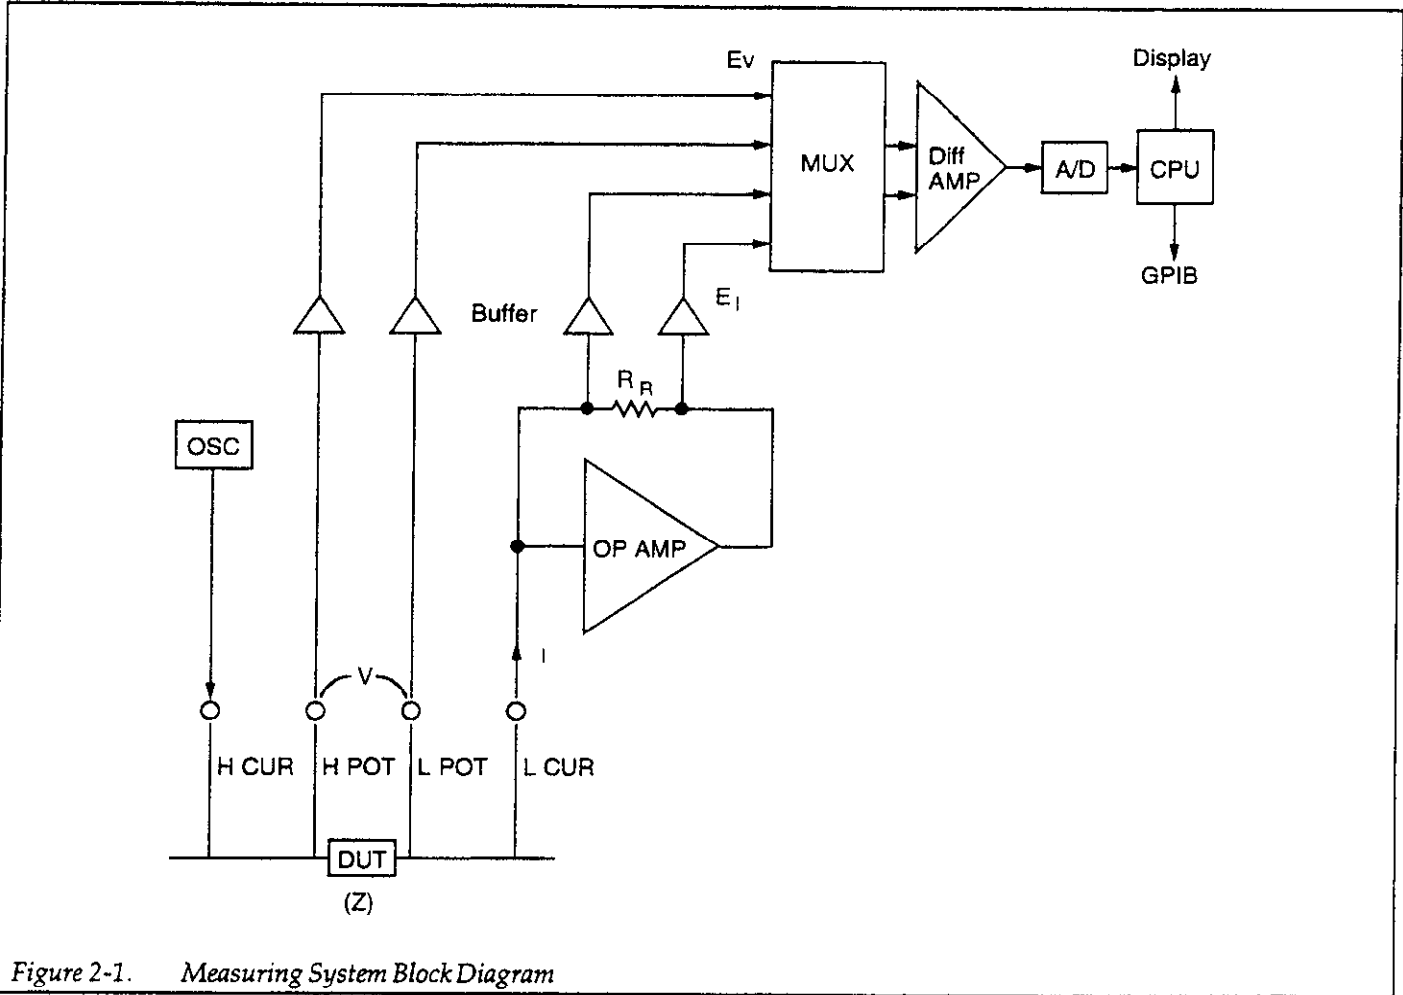 Ev
Display
MUX
Diff
AMP
A/D
CPU
GPIB
Buffer
E I
R R
OSC
OP AMP
I
V
H CUR
H POT
L POT
L CUR
DUT
(Z)
Figure 2-1. Measuring System Block Diagram